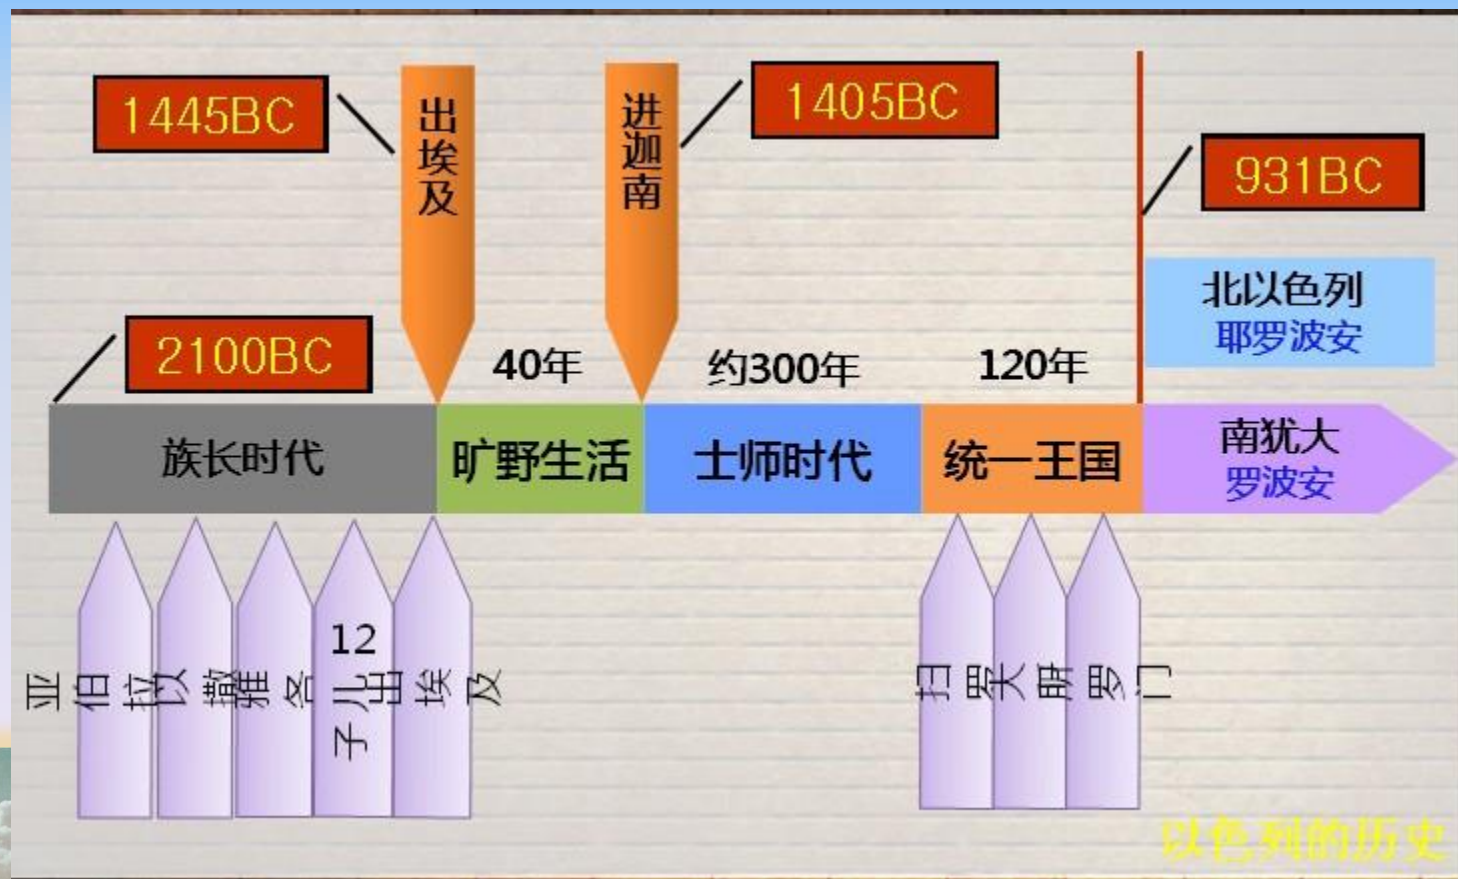 1445BC
出埃及
进迦南
1405BC
931BC
北以色列
耶罗波安
2100BC
40年
约300年
120年
族长时代
旷野生活
士师时代
统一王国
南犹大
罗波安
亚伯拉
以撒
雅各
12
儿
子
出埃及
扫罗
大
罗门
以色列的历史